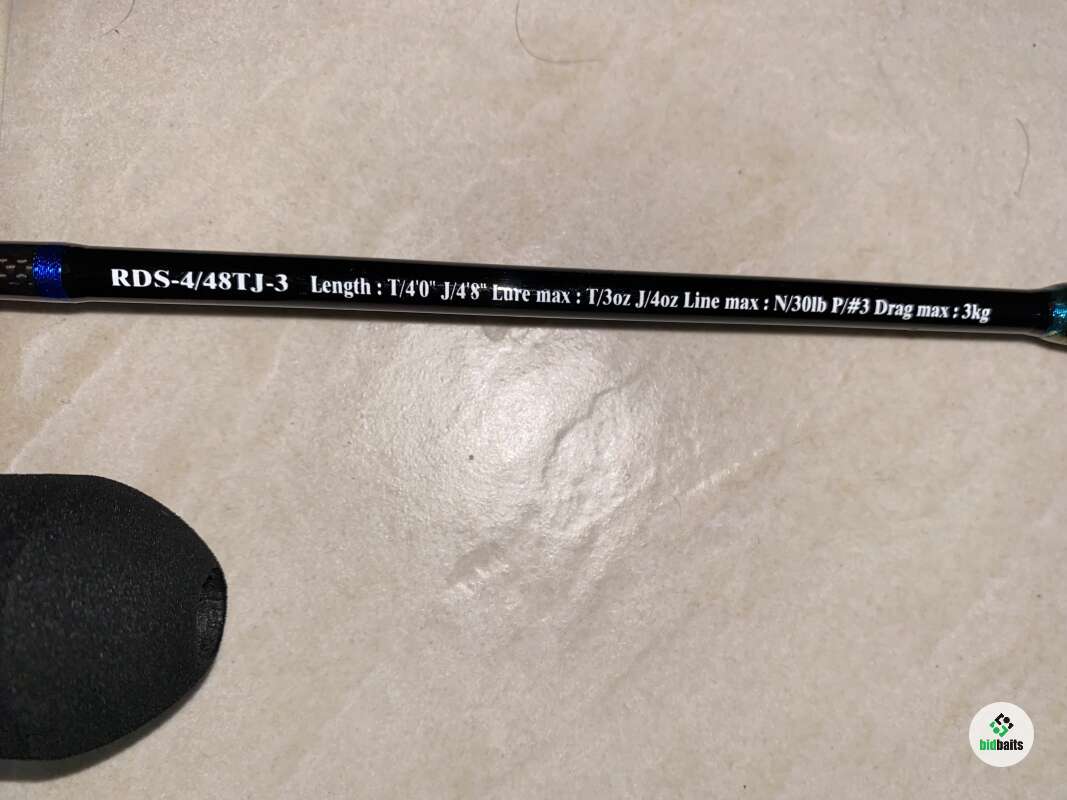 RDS-4/48TJ-3 Length : T/4'0" J/4'8" Lure max : T/3oz J/4oz Line max : N/30lb P/#3 Drag max : 3kg
bidbaits